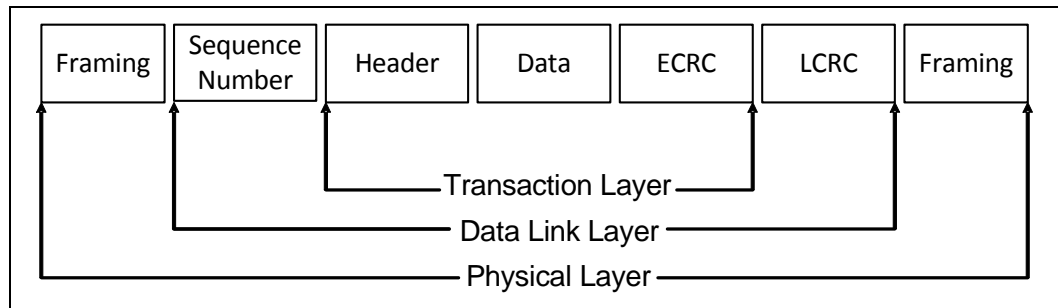 Framing
Sequence
Number
Header
Data
ECRC
LCRC
Framing
Transaction Layer
Data Link Layer
Physical Layer